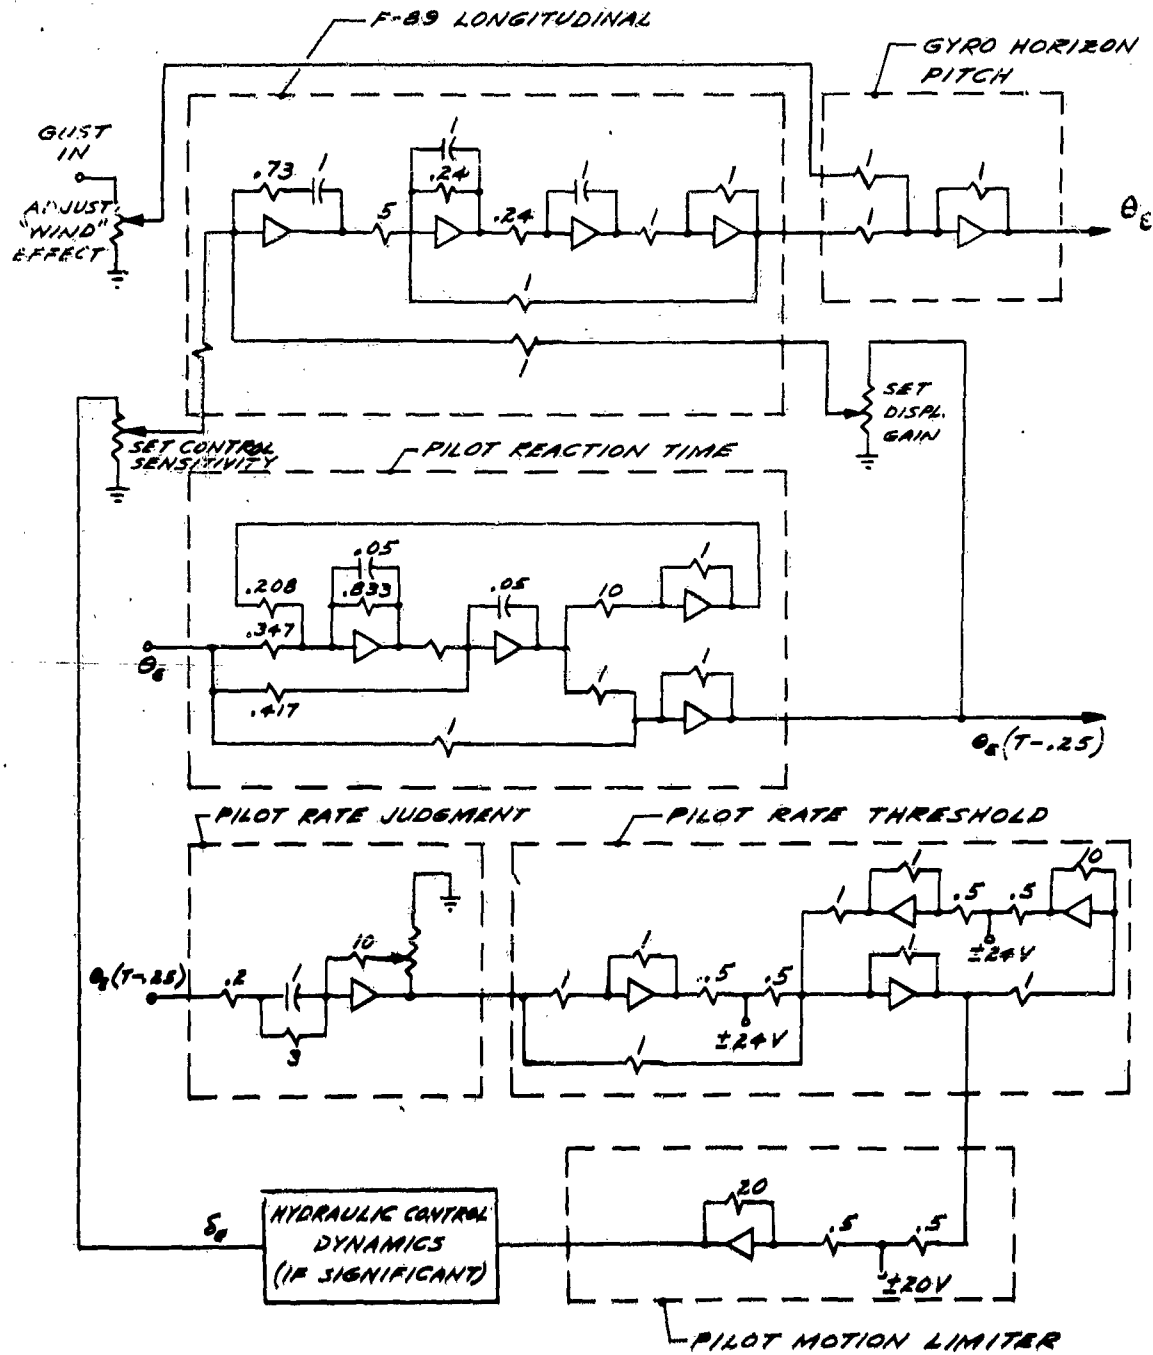 F-89 LONGITUDINAL
GYRO HORIZON
PITCH
GUST
IN
ADJUST
"WIND"
EFFECT
.73
1
.5
1
.24
.24
1
1
1
1
1
1
1
1
θε
SET
DISPL.
GAIN
SET CONTROL
SENSITIVITY
PILOT REACTION TIME
.208
.347
.417
.05
.833
.05
10
1
1
1
1
θε
θε(T-.25)
PILOT RATE JUDGMENT
PILOT RATE THRESHOLD
θε(T-.25)
.2
1
3
10
1
1
.5
.5
±24V
1
1
1
.5
.5
10
±24V
1
1
HYDRAULIC CONTROL
DYNAMICS
(IF SIGNIFICANT)
δe
20
.5
.5
±20V
PILOT MOTION LIMITER